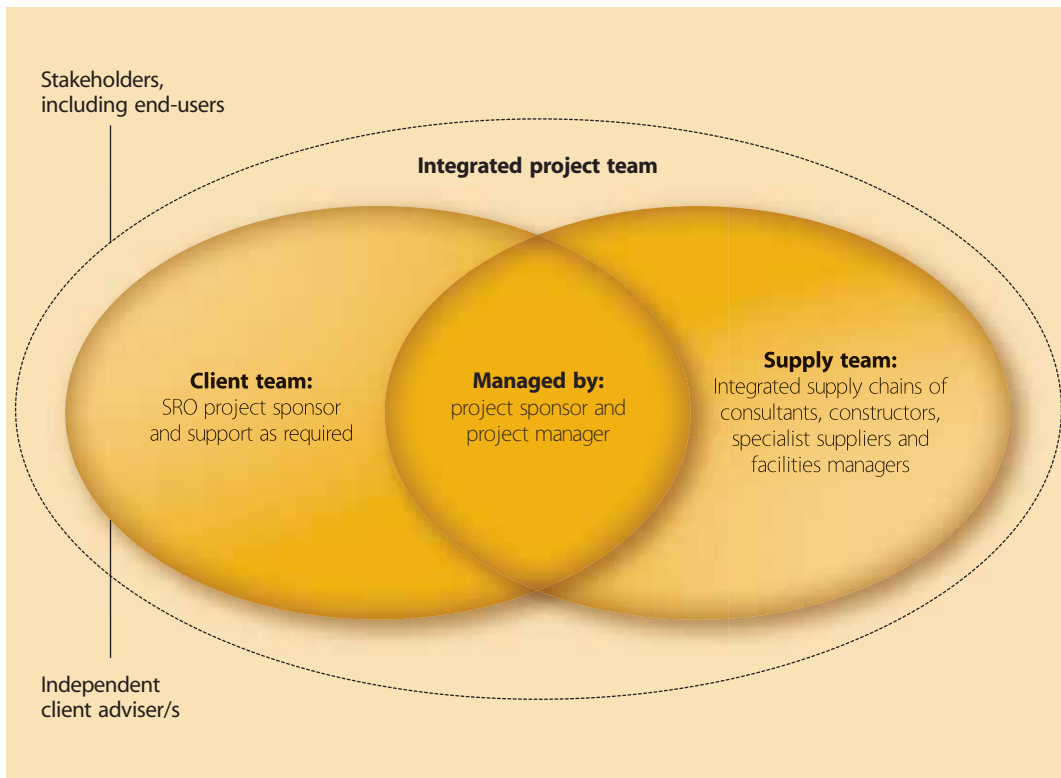 Stakeholders,
including end-users
Integrated project team
Client team:
SRO project sponsor
and support as required
Managed by:
project sponsor and
project manager
Supply team:
Integrated supply chains of
consultants, constructors,
specialist suppliers and
facilities managers
Independent
client adviser/s